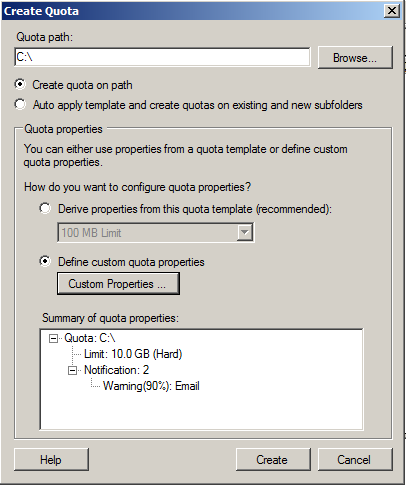 Create Quota
Quota path:
C:\
Browse...
Create quota on path
Auto apply template and create quotas on existing and new subfolders
Quota properties
You can either use properties from a quota template or define custom
quota properties.
How do you want to configure quota properties?
Derive properties from this quota template (recommended):
100 MB Limit
Define custom quota properties
Custom Properties ...
Summary of quota properties:
Quota: C:\
Limit: 10.0 GB (Hard)
Notification: 2
Warning(90%): Email
Help
Create
Cancel